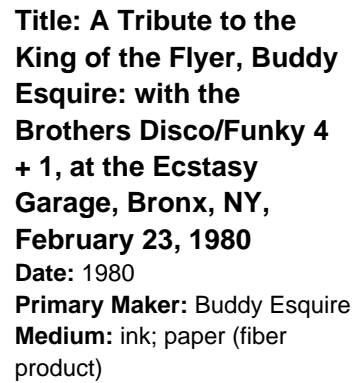 Title: A Tribute to the
King of the Flyer, Buddy
Esquire: with the
Brothers Disco/Funky 4
+ 1, at the Ecstasy
Garage, Bronx, NY,
February 23, 1980
Date: 1980
Primary Maker: Buddy Esquire
Medium: ink; paper (fiber
product)